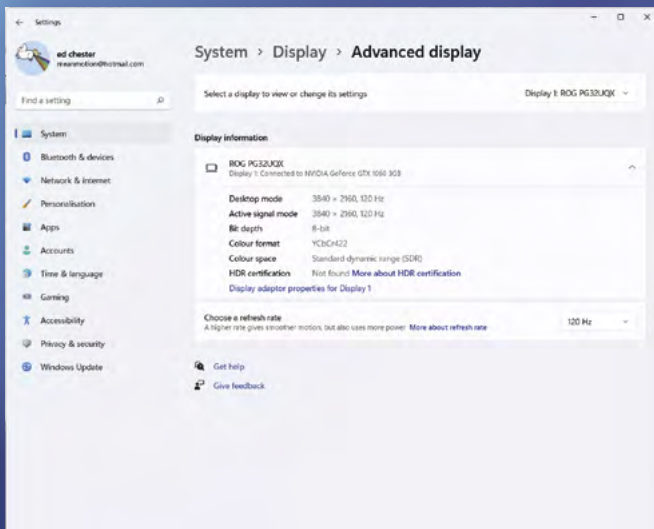 Settings
ed chester
meanmotion@hotmail.com
Find a setting
System
Bluetooth & devices
Network & internet
Personalisation
Apps
Accounts
Time & language
Gaming
Accessibility
Privacy & security
Windows Update
System > Display > Advanced display
Select a display to view or change its settings
Display 1: ROG PG32UQX
Display information
ROG PG32UQX
Display 1: Connected to NVIDIA GeForce GTX 1060 3GB
Desktop mode 3840 × 2160, 120 Hz
Active signal mode 3840 × 2160, 120 Hz
Bit depth 8-bit
Colour format YCbCr422
Colour space Standard dynamic range (SDR)
HDR certification Not found More about HDR certification
Display adaptor properties for Display 1
Choose a refresh rate
A higher rate gives smoother motion, but also uses more power More about refresh rate
120 Hz
Get help
Give feedback